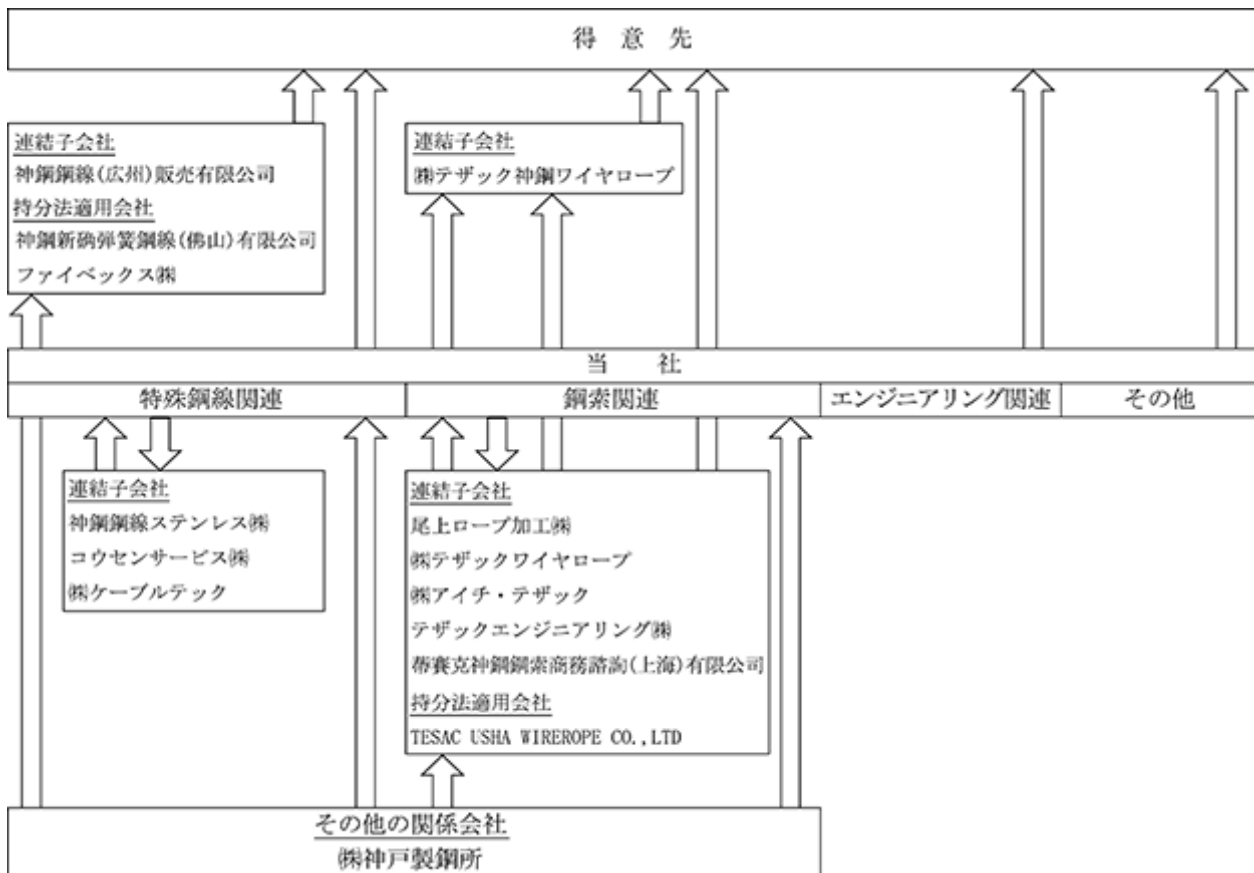 得意先
連結子会社
神鋼鋼線(広州)販売有限公司
持分法適用会社
神鋼新确弾簧鋼線(佛山)有限公司
ファイベックス㈱
連結子会社
㈱テザック神鋼ワイヤロープ
当社
特殊鋼線関連
鋼索関連
エンジニアリング関連
その他
連結子会社
神鋼鋼線ステンレス㈱
コウセンサービス㈱
㈱ケーブルテック
連結子会社
尾上ロープ加工㈱
㈱テザックワイヤロープ
㈱アイチ・テザック
テザックエンジニアリング㈱
蒂賽克神鋼鋼索商務諮詢(上海)有限公司
持分法適用会社
TESAC USHA WIREROPE CO.,LTD
その他の関係会社
㈱神戸製鋼所